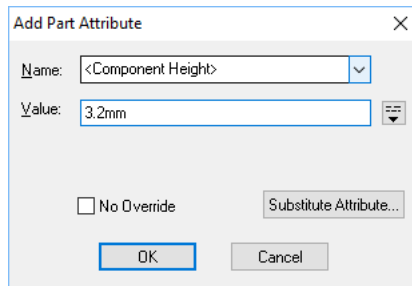 Add Part Attribute
Name: <Component Height>
Value: 3.2mm
No Override
Substitute Attribute...
OK
Cancel